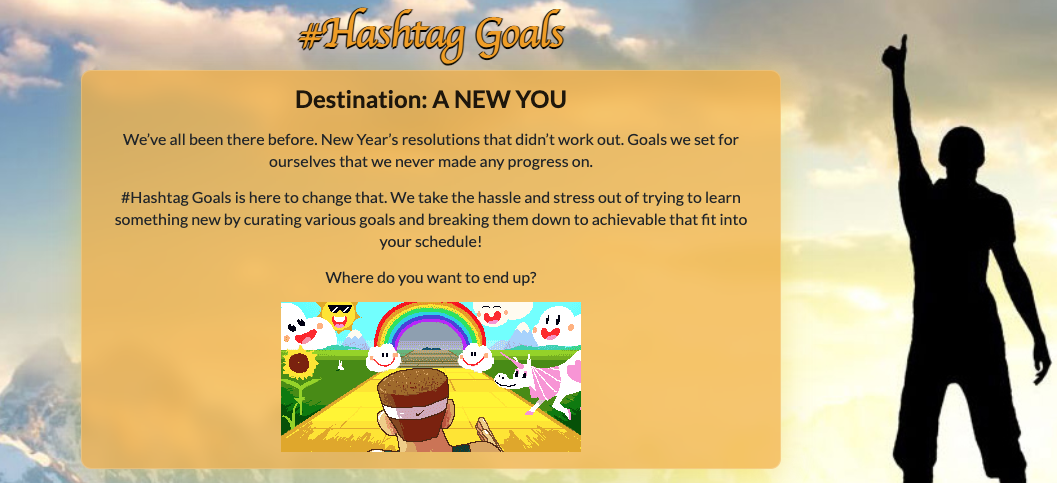 #Hashtag Goals
Destination: A NEW YOU
We’ve all been there before. New Year’s resolutions that didn’t work out. Goals we set for
ourselves that we never made any progress on.
#Hashtag Goals is here to change that. We take the hassle and stress out of trying to learn
something new by curating various goals and breaking them down to achievable that fit into
your schedule!
Where do you want to end up?